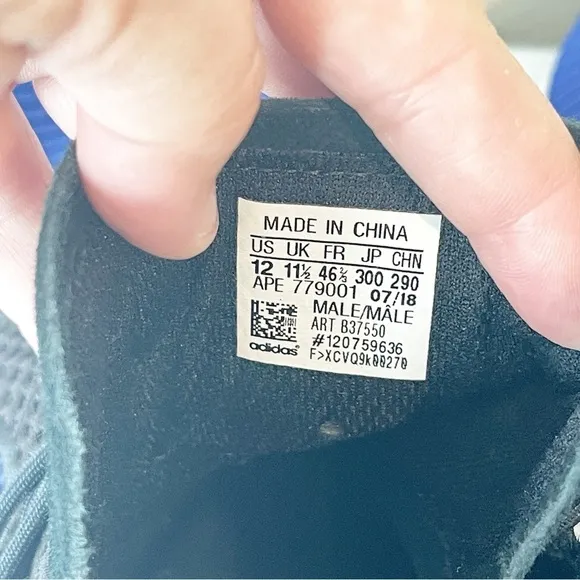 MADE IN CHINA
US UK FR JP CHN
12 11½ 46⅔ 300 290
APE 779001 07/18
MALE/MÂLE
ART B37550
#120759636
adidas F>XCVQ9k00270